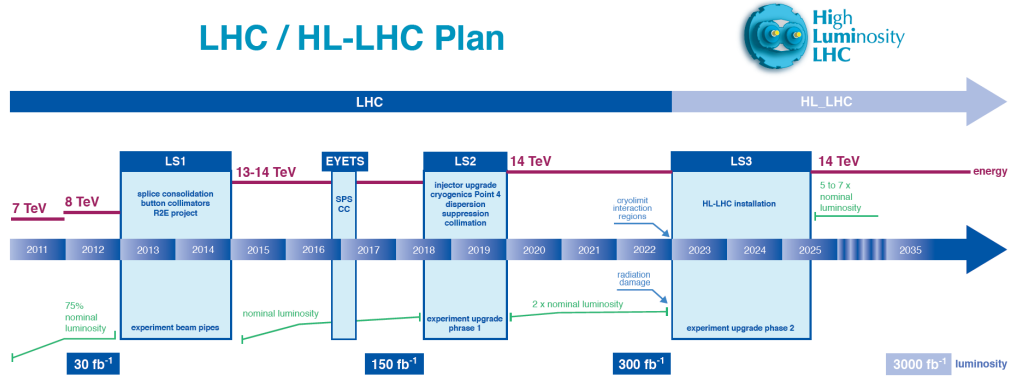 LHC / HL-LHC Plan
High
Luminosity
LHC
LHC
HL_LHC
LS1
EYETS
LS2
14 TeV
LS3
14 TeV
13-14 TeV
energy
splice consolidation
button collimators
R2E project
injector upgrade
cryogenics Point 4
dispersion
suppression
collimation
5 to 7 x
nominal
luminosity
SPS
CC
cryolimit
interaction
regions
HL-LHC installation
7 TeV
8 TeV
2011
2012
2013
2014
2015
2016
2017
2018
2019
2020
2021
2022
2023
2024
2025
2035
radiation
damage
75%
nominal
luminosity
nominal luminosity
2 x nominal luminosity
experiment beam pipes
experiment upgrade
phrase 1
experiment upgrade phase 2
30 fb-1
150 fb-1
300 fb-1
3000 fb-1
luminosity